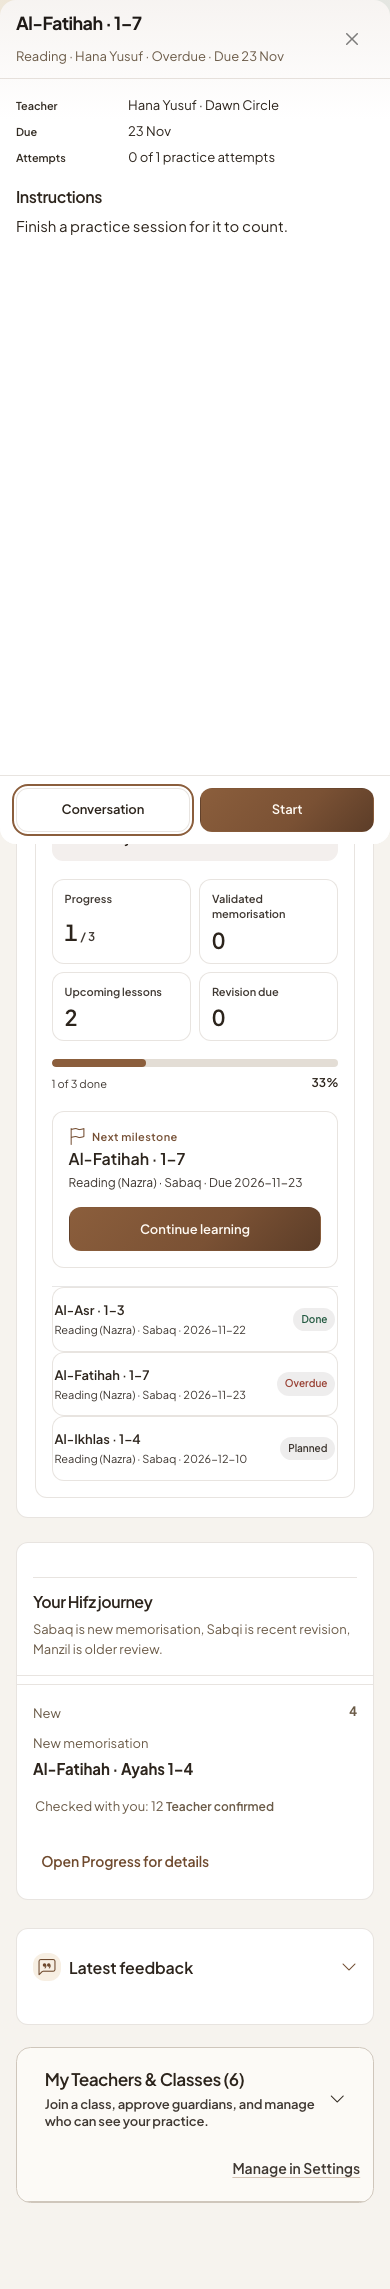 Al-Fatihah · 1–7
Reading · Hana Yusuf · Overdue · Due 23 Nov
Teacher Hana Yusuf · Dawn Circle
Due 23 Nov
Attempts 0 of 1 practice attempts
Instructions
Finish a practice session for it to count.
Conversation Start
Progress
1 / 3
Validated
memorisation
0
Upcoming lessons
2
Revision due
0
1 of 3 done 33%
Next milestone
Al-Fatihah · 1–7
Reading (Nazra) · Sabaq · Due 2026-11-23
Continue learning
Al-Asr · 1–3
Reading (Nazra) · Sabaq · 2026-11-22
Done
Al-Fatihah · 1–7
Reading (Nazra) · Sabaq · 2026-11-23
Overdue
Al-Ikhlas · 1–4
Reading (Nazra) · Sabaq · 2026-12-10
Planned
Your Hifz journey
Sabaq is new memorisation, Sabqi is recent revision,
Manzil is older review.
New 4
New memorisation
Al-Fatihah · Ayahs 1–4
Checked with you: 12 Teacher confirmed
Open Progress for details
Latest feedback
My Teachers & Classes (6)
Join a class, approve guardians, and manage
who can see your practice.
Manage in Settings